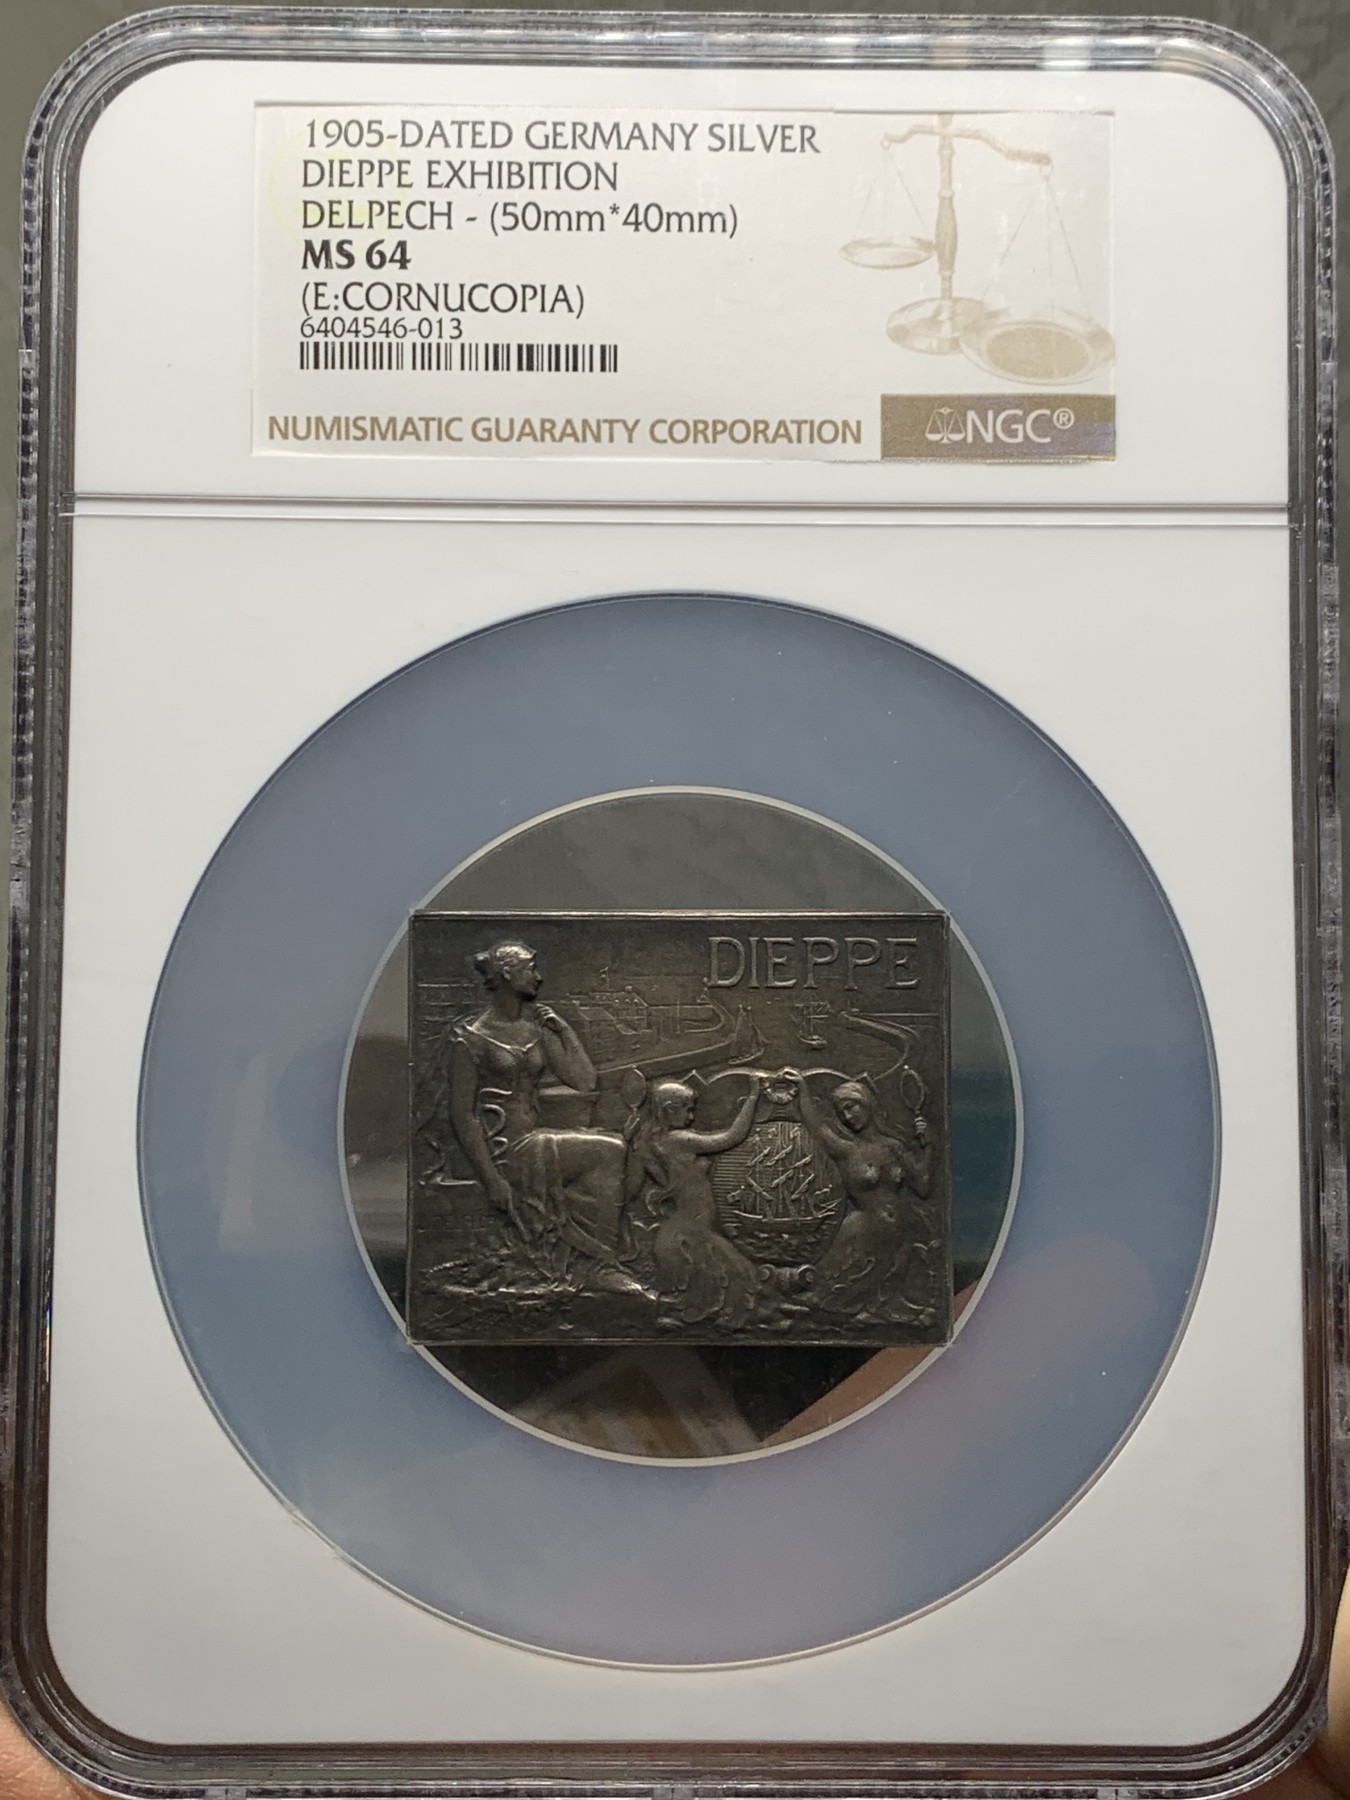 1905-DATED GERMANY SILVER
DIEPPE EXHIBITION
DELPECH - (50mm*40mm)
MS 64
(E:CORNUCOPIA)
6404546-013
NUMISMATIC GUARANTY CORPORATION
NGC®
DIEPPE